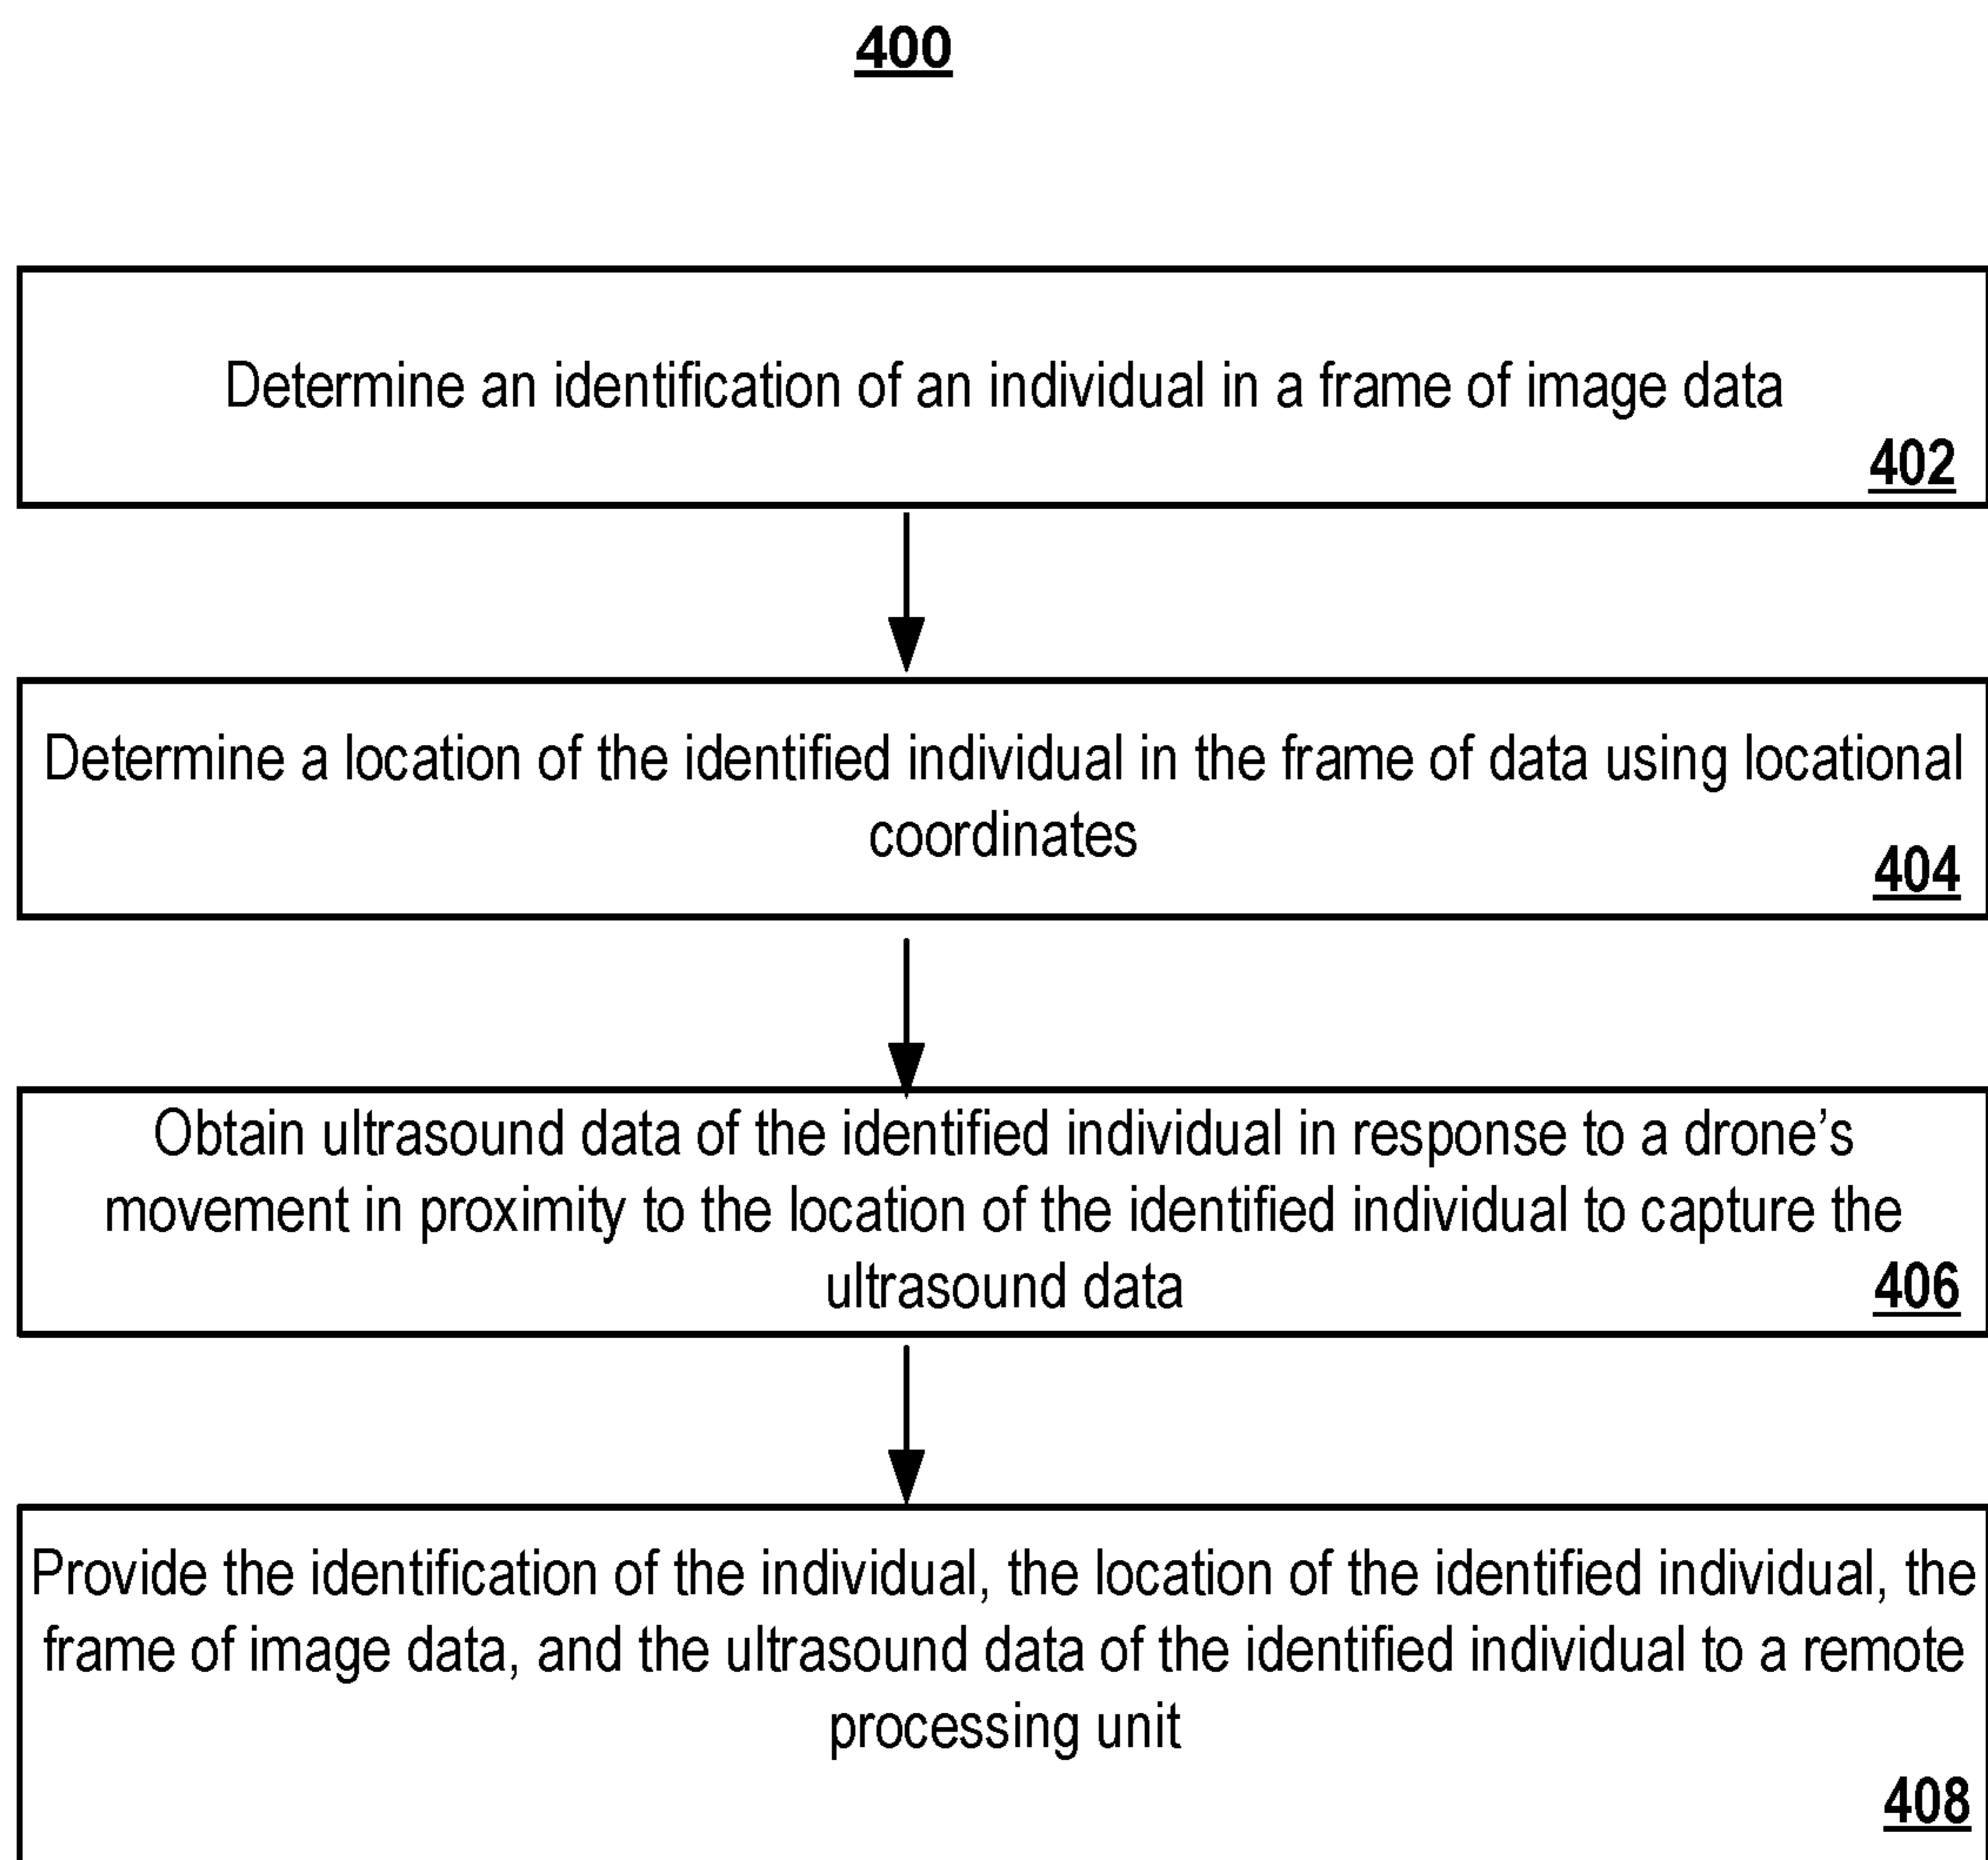 400
Determine an identification of an individual in a frame of image data
402
Determine a location of the identified individual in the frame of data using locational
coordinates
404
Obtain ultrasound data of the identified individual in response to a drone’s
movement in proximity to the location of the identified individual to capture the
ultrasound data
406
Provide the identification of the individual, the location of the identified individual, the
frame of image data, and the ultrasound data of the identified individual to a remote
processing unit
408